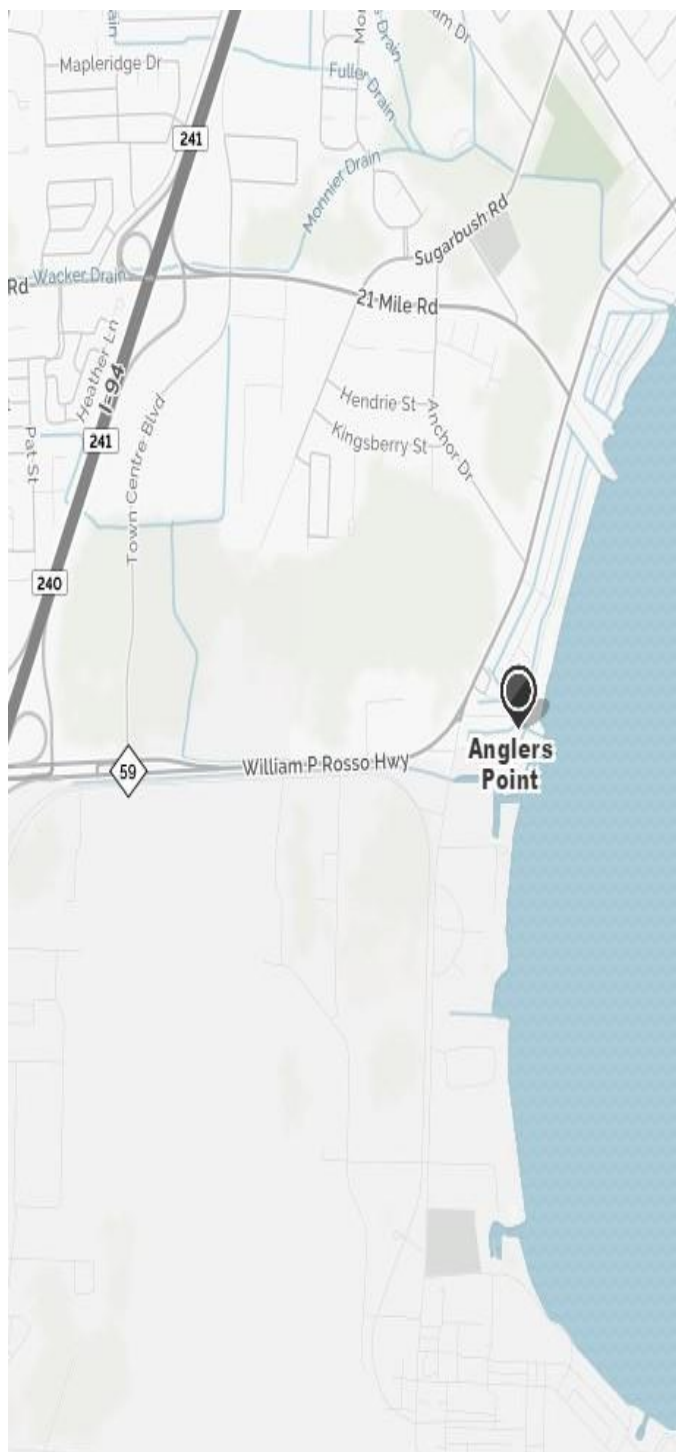 Drain
Mapleridge Dr
Fuller Drain
241
Monnier Drain
Sugarbush Rd
Rd
Wacker Drain
21 Mile Rd
Heather Ln
I-94
Hendrie St
Anchor Dr
Kingsberry St
241
Pat St
Town Centre Blvd
240
Anglers
Point
William P Rosso Hwy
59